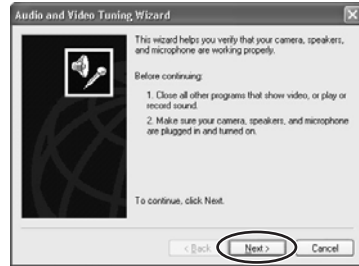 Audio and Video Tuning Wizard
This wizard helps you verify that your camera, speakers,
and microphone are working properly.
Before continuing:
1. Close all other programs that show video, or play or
record sound.
2. Make sure your camera, speakers, and microphone
are plugged in and turned on.
To continue, click Next.
< Back
Next >
Cancel